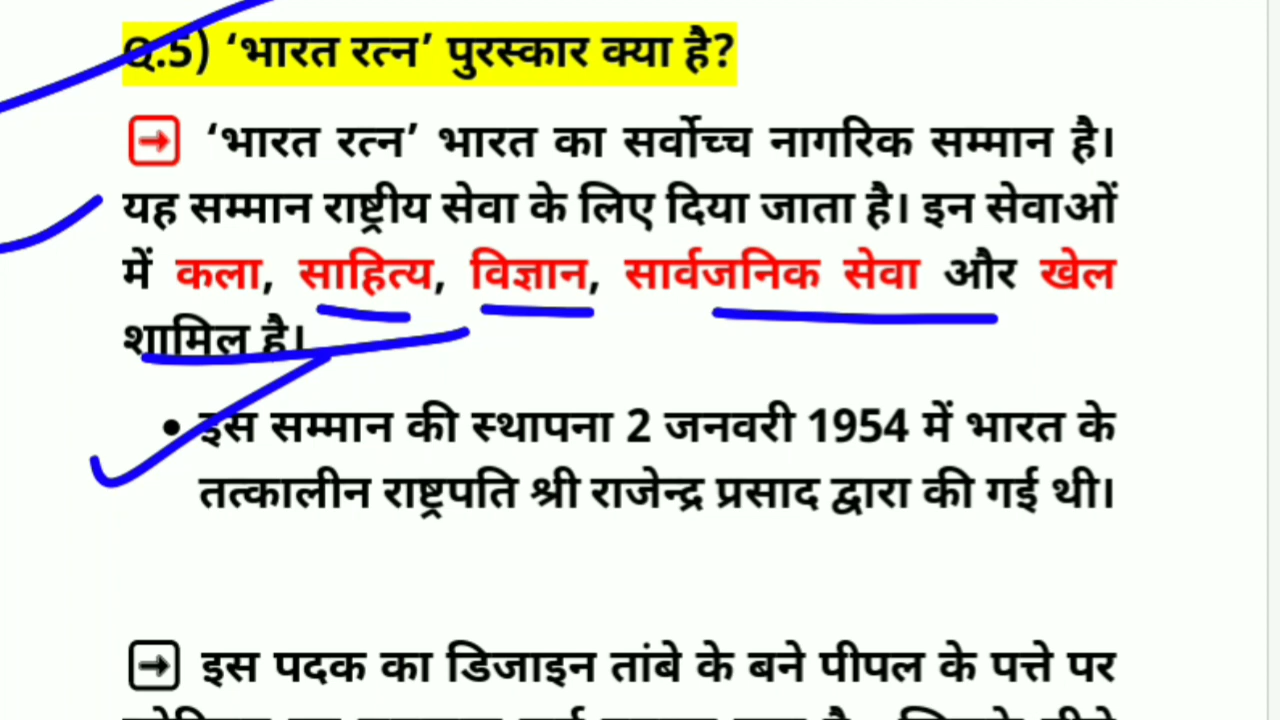 Q.5) ‘भारत रत्न’ पुरस्कार क्या है?
‘भारत रत्न’ भारत का सर्वोच्च नागरिक सम्मान है।
यह सम्मान राष्ट्रीय सेवा के लिए दिया जाता है। इन सेवाओं
में कला, साहित्य, विज्ञान, सार्वजनिक सेवा और खेल
शामिल है।
• इस सम्मान की स्थापना 2 जनवरी 1954 में भारत के
तत्कालीन राष्ट्रपति श्री राजेन्द्र प्रसाद द्वारा की गई थी।
इस पदक का डिजाइन तांबे के बने पीपल के पत्ते पर